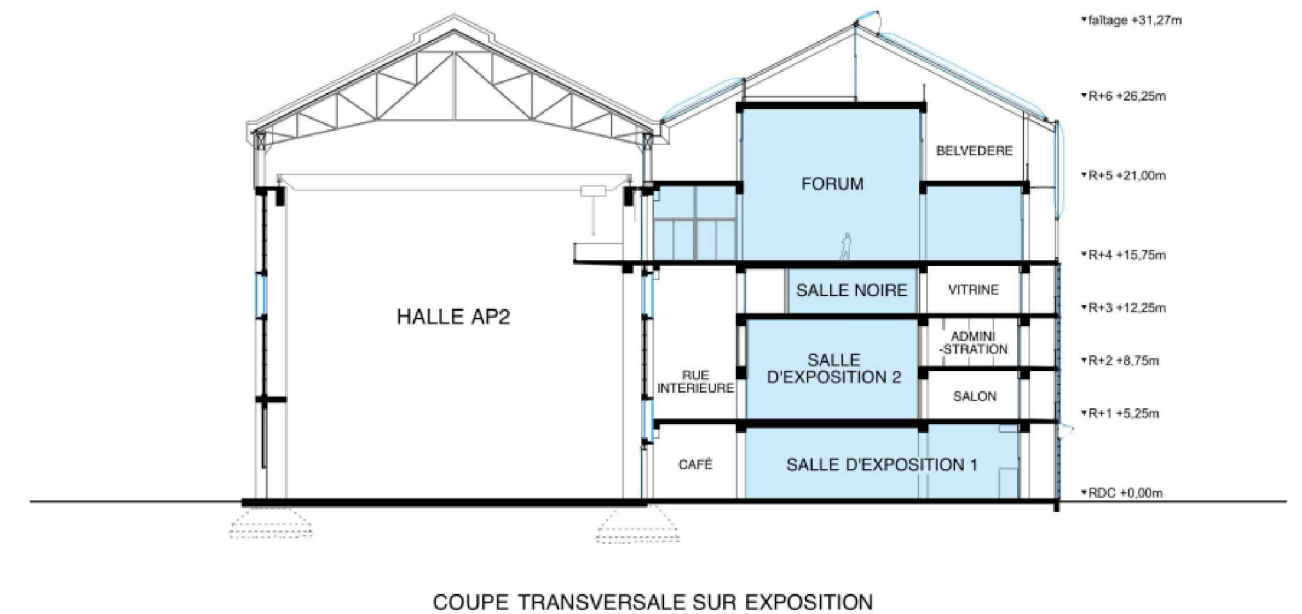 faîtage +31,27m
R+6 +26,25m
BELVEDERE
R+5 +21,00m
FORUM
R+4 +15,75m
SALLE NOIRE
VITRINE
R+3 +12,25m
HALLE AP2
ADMINI
-STRATION
SALLE
D'EXPOSITION 2
R+2 +8,75m
RUE
INTERIEURE
SALON
R+1 +5,25m
CAFÉ
SALLE D'EXPOSITION 1
RDC +0,00m
COUPE TRANSVERSALE SUR EXPOSITION